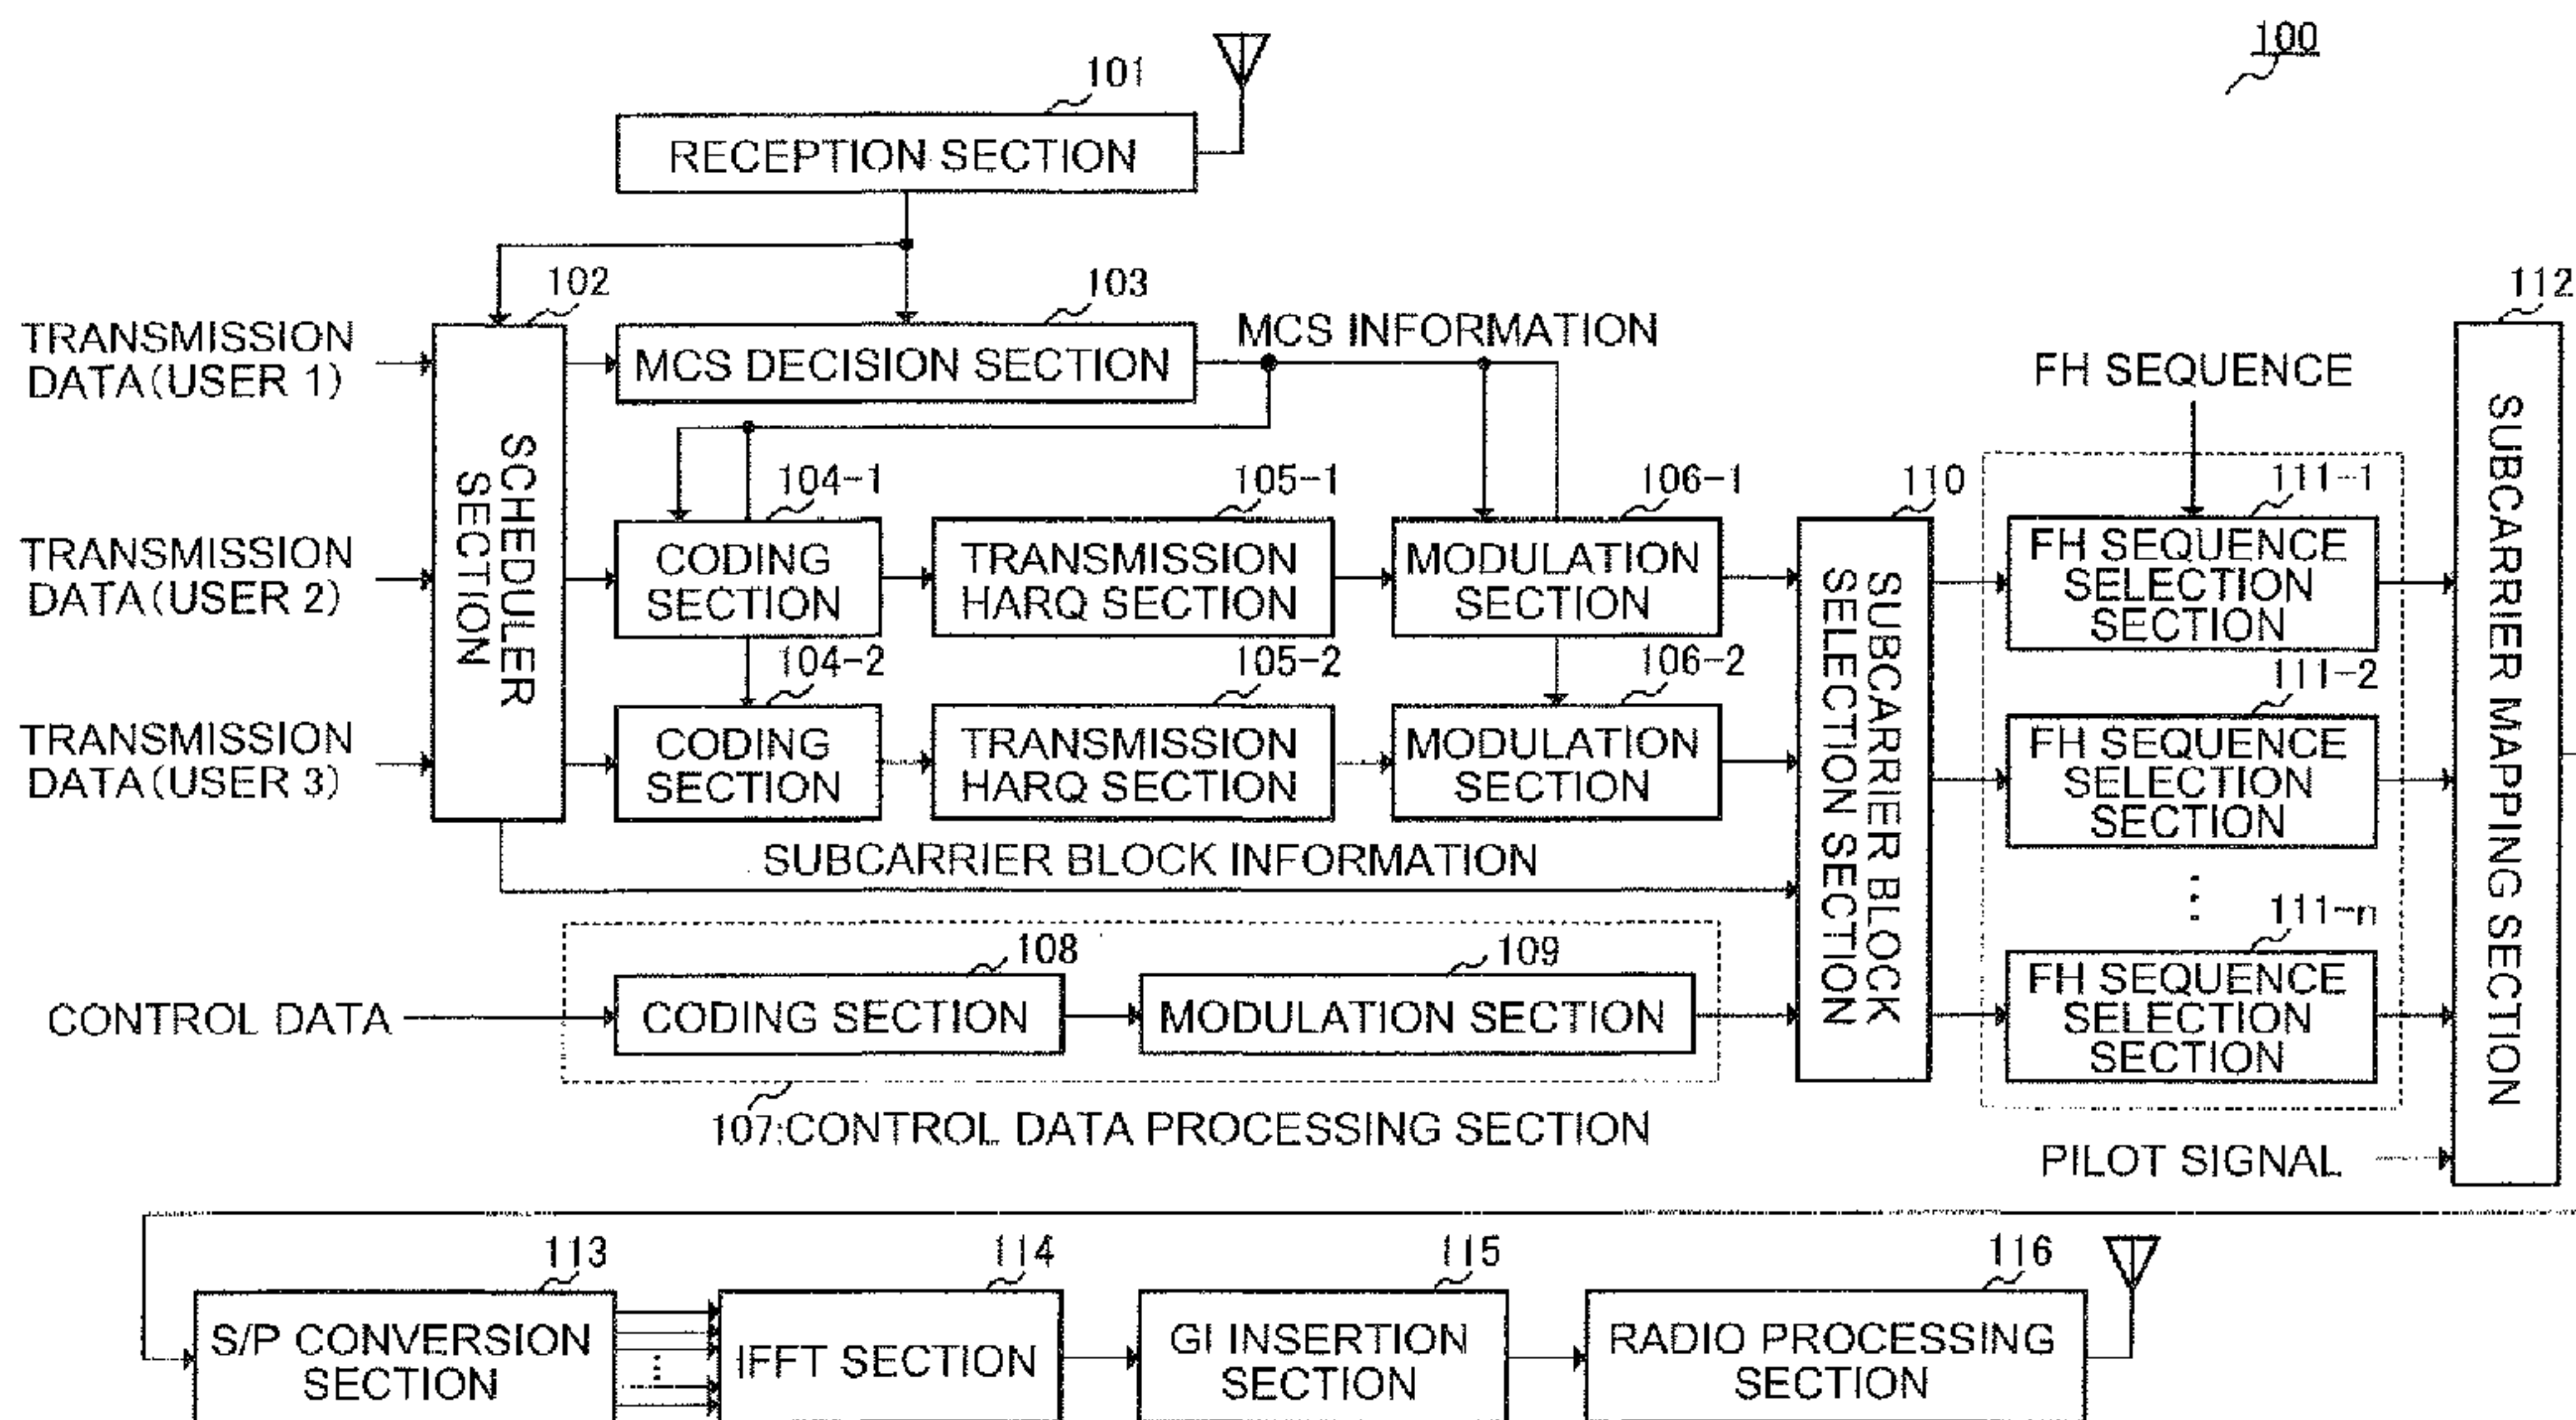 100
101
RECEPTION SECTION
102
103
112
TRANSMISSION
DATA(USER 1)
MCS DECISION SECTION
MCS INFORMATION
FH SEQUENCE
SCHEDULER
SECTION
104-1
105-1
106-1
110
111-1
TRANSMISSION
DATA(USER 2)
CODING
SECTION
TRANSMISSION
HARQ SECTION
MODULATION
SECTION
SUBCARRIER BLOCK
SELECTION SECTION
FH SEQUENCE
SELECTION
SECTION
SUBCARRIER MAPPING SECTION
104-2
105-2
106-2
111-2
TRANSMISSION
DATA(USER 3)
CODING
SECTION
TRANSMISSION
HARQ SECTION
MODULATION
SECTION
FH SEQUENCE
SELECTION
SECTION
SUBCARRIER BLOCK INFORMATION
108
109
111-n
CONTROL DATA
CODING SECTION
MODULATION SECTION
FH SEQUENCE
SELECTION
SECTION
107:CONTROL DATA PROCESSING SECTION
PILOT SIGNAL
113
114
115
116
S/P CONVERSION
SECTION
IFFT SECTION
GI INSERTION
SECTION
RADIO PROCESSING
SECTION